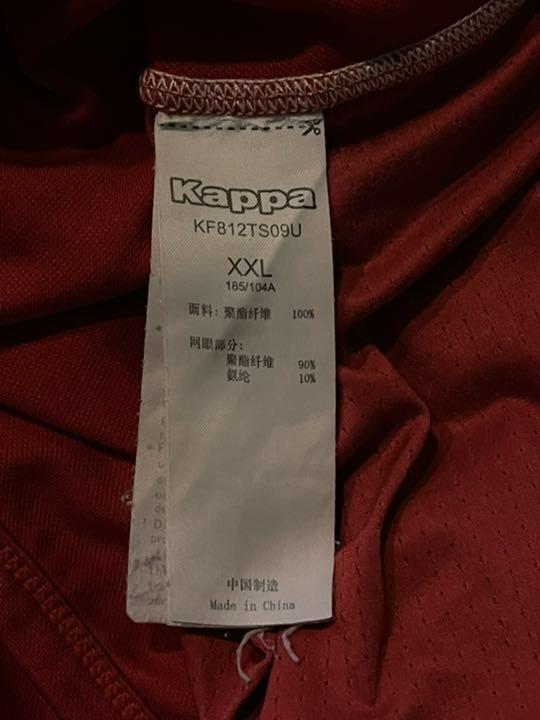 Kappa
KF812TS09U
XXL
185/104A
面料: 聚酯纤维 100%
网眼部分:
聚酯纤维 90%
氨纶 10%
中国制造
Made in China